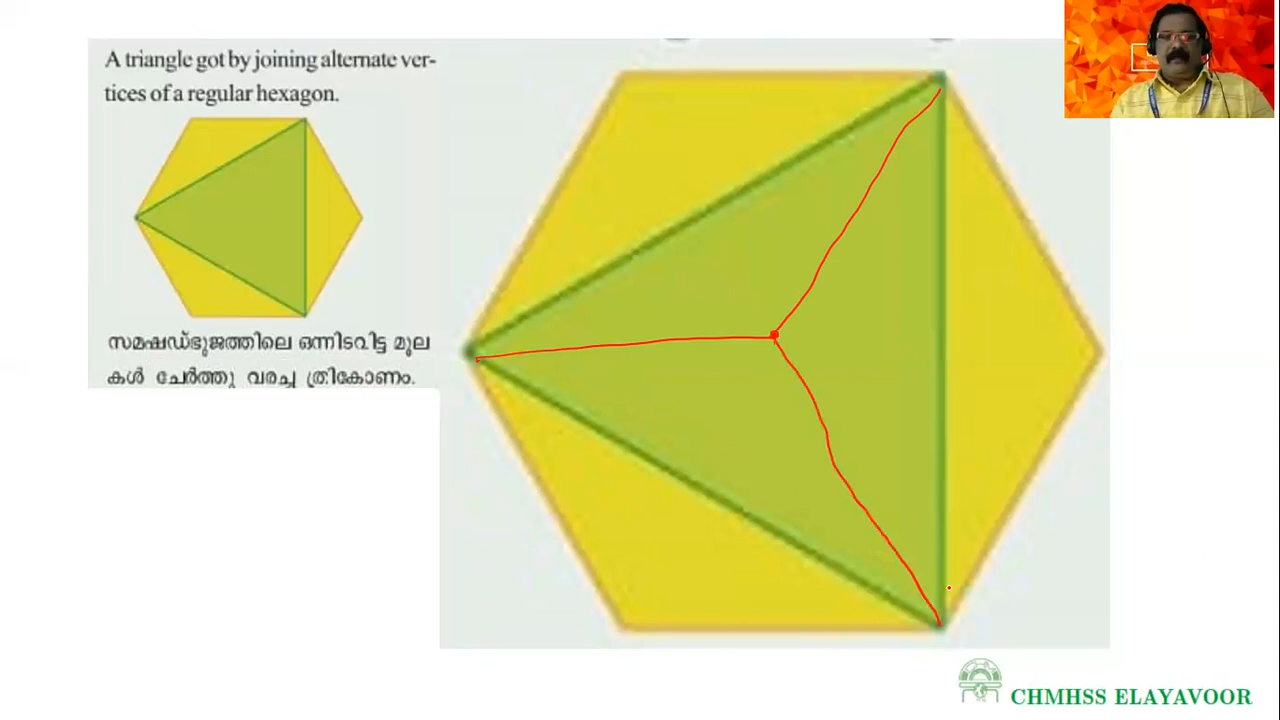 A triangle got by joining alternate ver-
tices of a regular hexagon.
സമഷഡ്ഭുജത്തിലെ ഒന്നിടവിട്ട മൂല
കൾ ചേർത്തു വരച്ച ത്രികോണം.
CHMHSS ELAYAVOOR